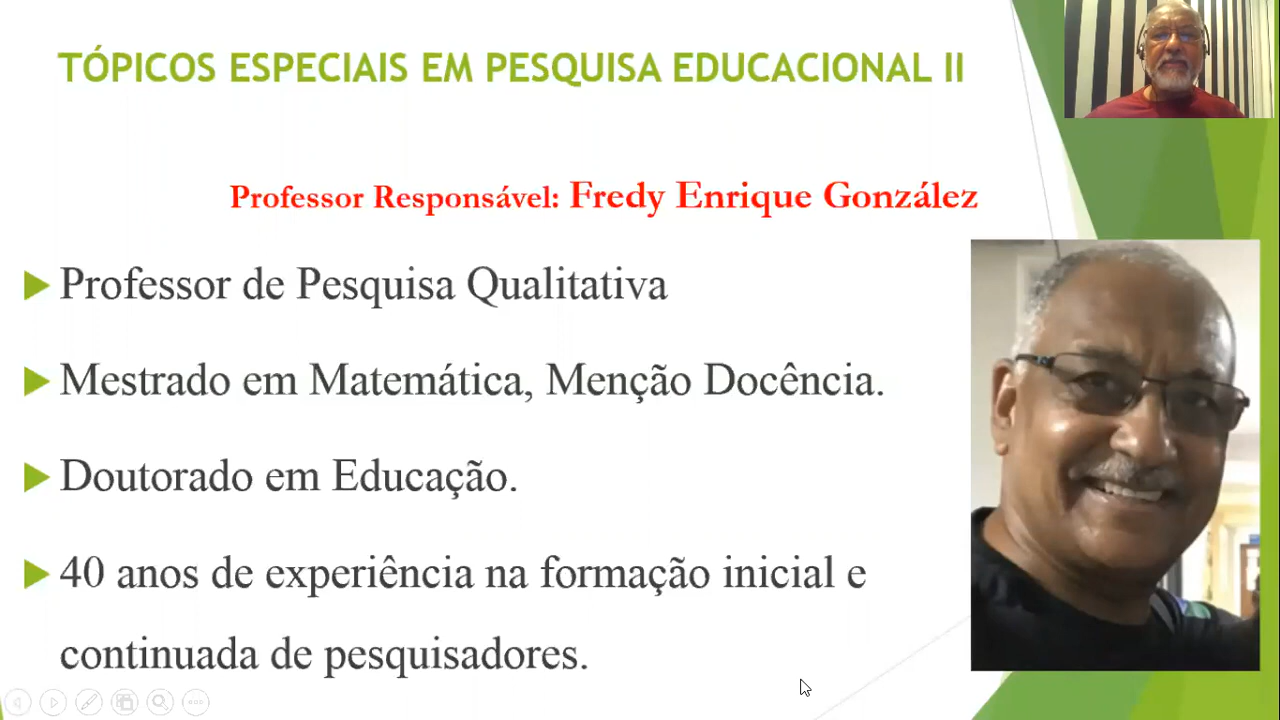 TÓPICOS ESPECIAIS EM PESQUISA EDUCACIONAL II
Professor Responsável: Fredy Enrique González
Professor de Pesquisa Qualitativa
Mestrado em Matemática, Menção Docência.
Doutorado em Educação.
40 anos de experiência na formação inicial e
continuada de pesquisadores.